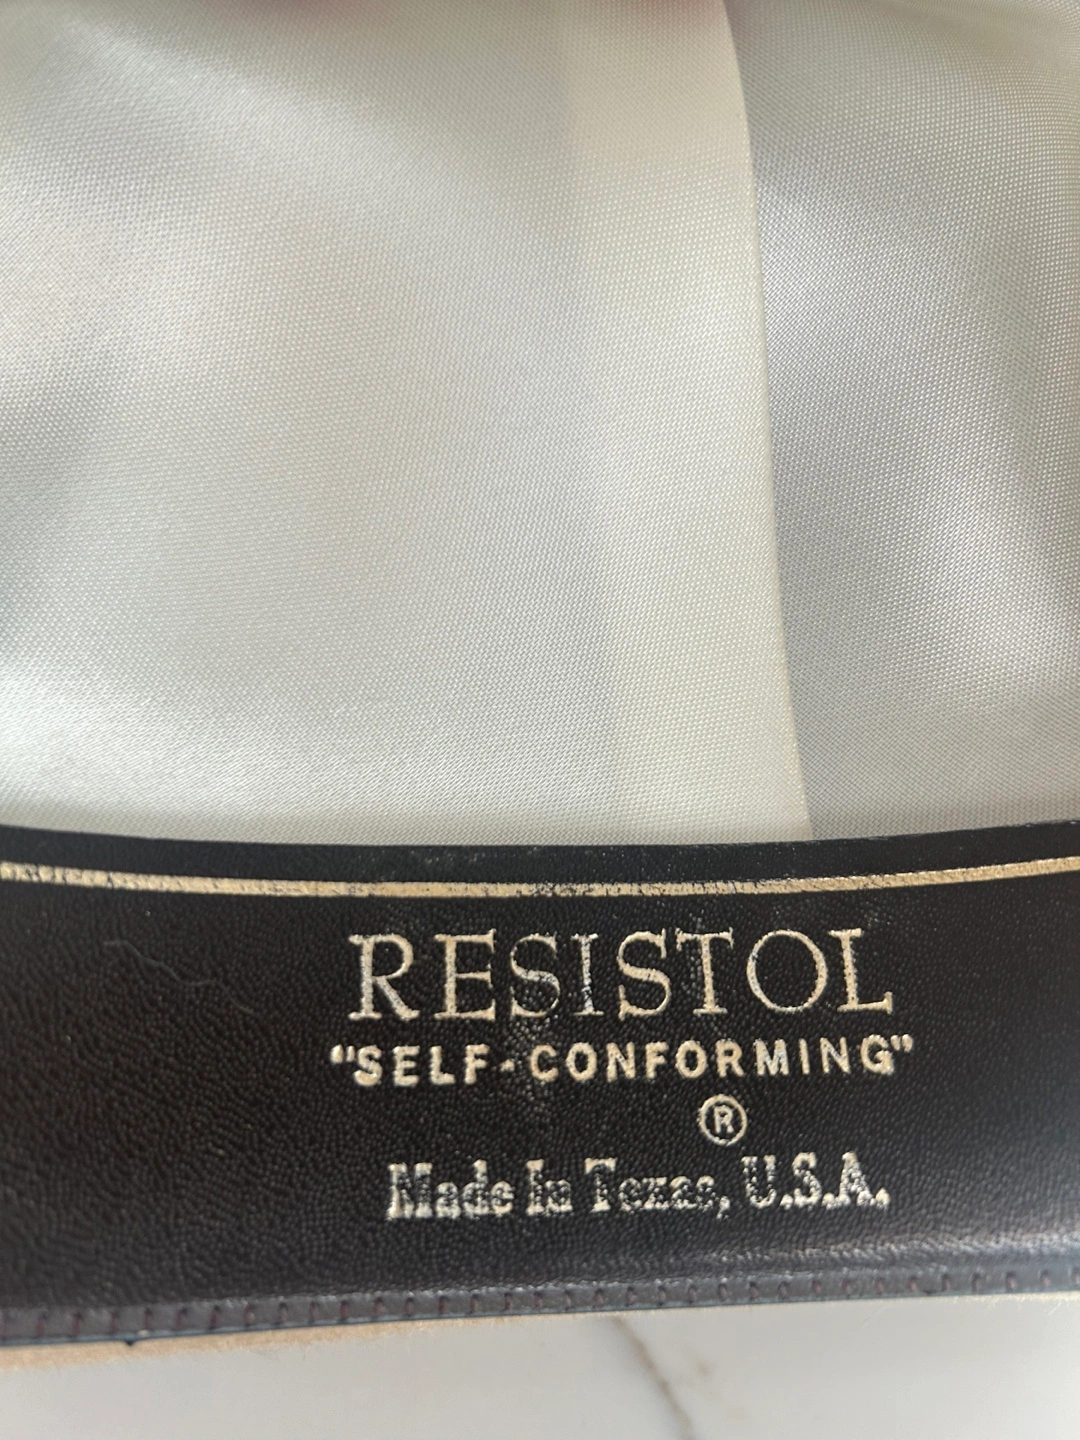 RESISTOL
"SELF-CONFORMING"
®
Made In Texas, U.S.A.